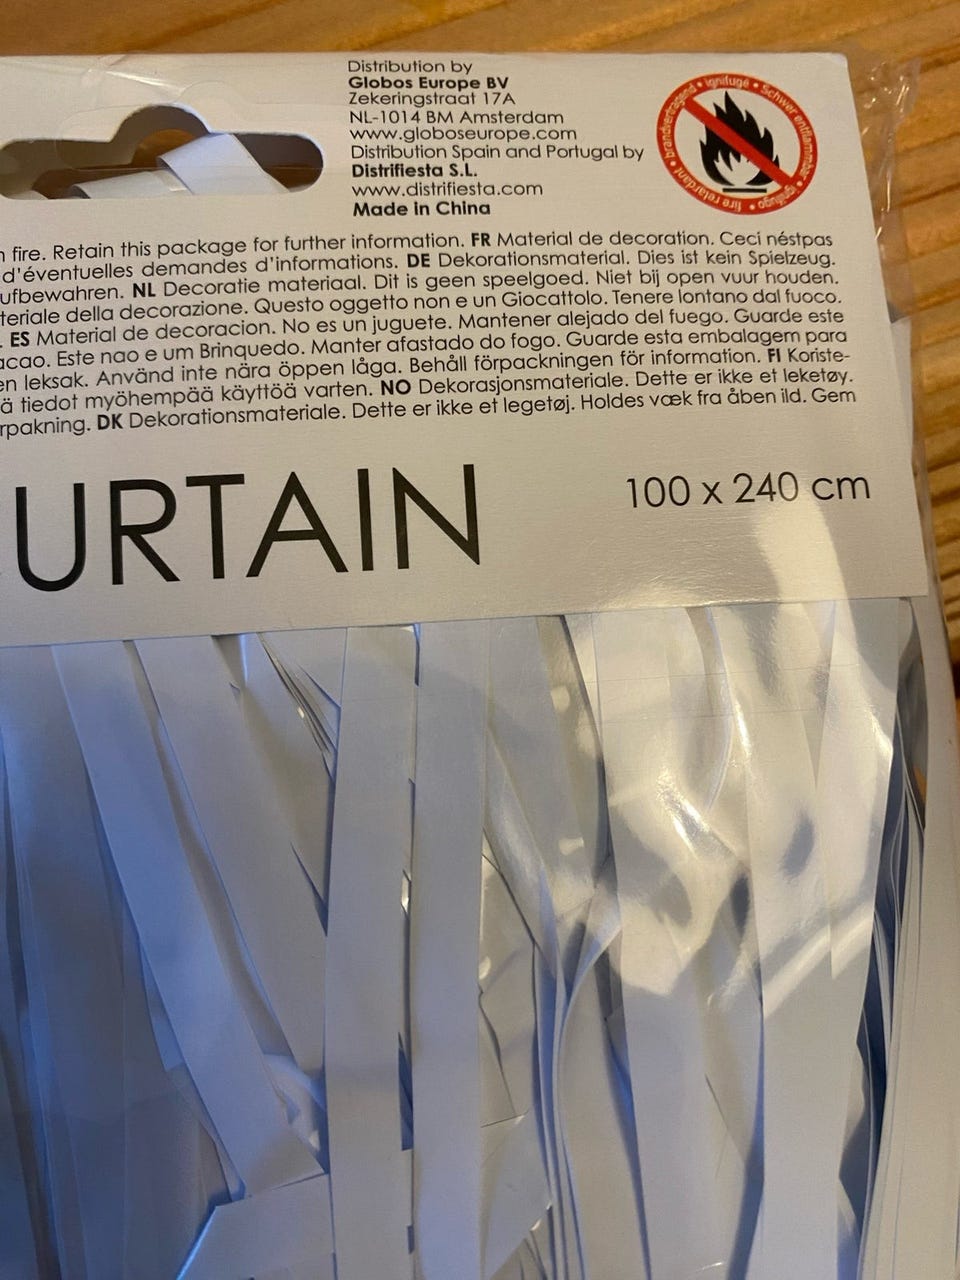 Distribution by
Globos Europe BV
Zekeringstraat 17A
NL-1014 BM Amsterdam
www.globoseurope.com
Distribution Spain and Portugal by
Distrifiesta S.L.
www.distrifiesta.com
Made in China
brandvertragend • ignifugé • Schwer entflammbar • ignifugo • fire retardant •
fire. Retain this package for further information. FR Material de decoration. Ceci néstpas
d'éventuelles demandes d'informations. DE Dekorationsmaterial. Dies ist kein Spielzeug.
ufbewahren. NL Decoratie materiaal. Dit is geen speelgoed. Niet bij open vuur houden.
teriale della decorazione. Questo oggetto non e un Giocattolo. Tenere lontano dal fuoco.
. ES Material de decoracion. No es un juguete. Mantener alejado del fuego. Guarde este
acao. Este nao e um Brinquedo. Manter afastado do fogo. Guarde esta embalagem para
en leksak. Använd inte nära öppen låga. Behåll förpackningen för information. FI Koriste-
ä tiedot myöhempää käyttöä varten. NO Dekorasjonsmateriale. Dette er ikke et leketøy.
rpakning. DK Dekorationsmateriale. Dette er ikke et legetøj. Holdes væk fra åben ild. Gem
URTAIN
100 x 240 cm